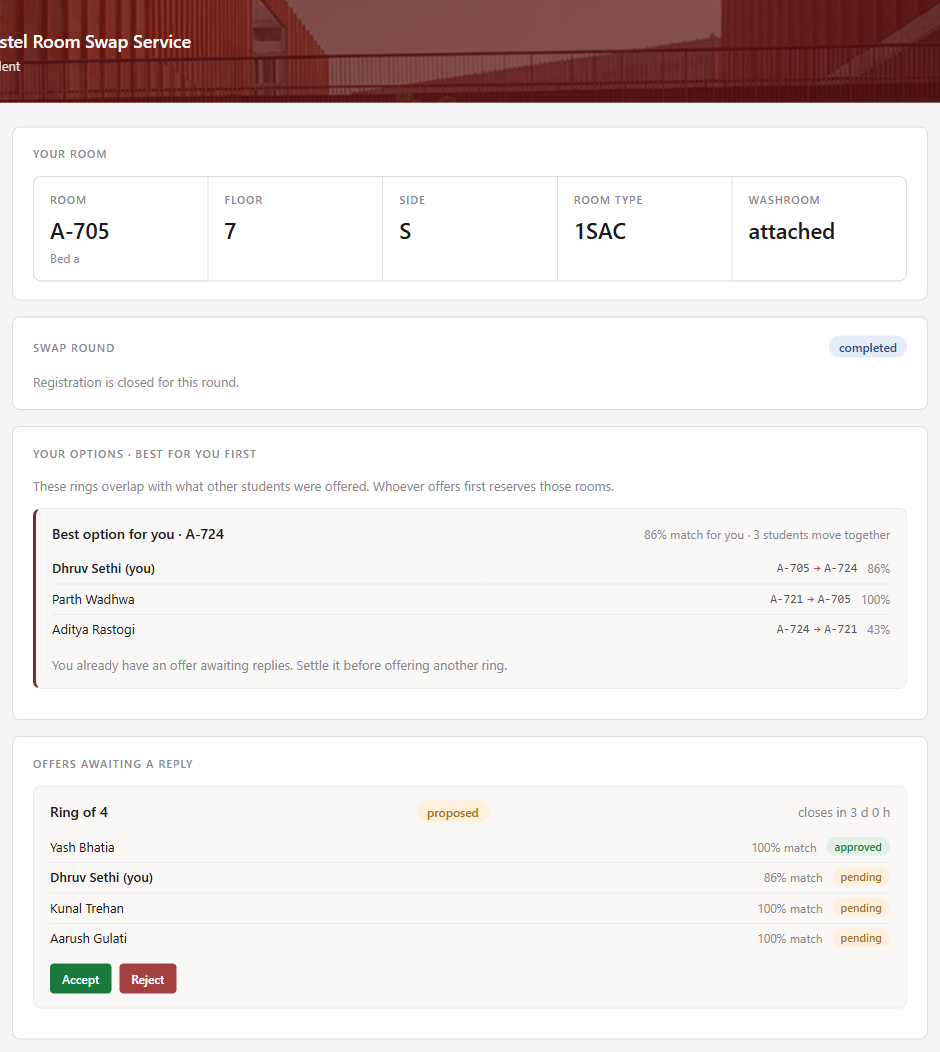 stel Room Swap Service
lent
YOUR ROOM
ROOM
A-705
Bed a
FLOOR
7
SIDE
S
ROOM TYPE
1SAC
WASHROOM
attached
SWAP ROUND
completed
Registration is closed for this round.
YOUR OPTIONS · BEST FOR YOU FIRST
These rings overlap with what other students were offered. Whoever offers first reserves those rooms.
Best option for you · A-724
86% match for you · 3 students move together
Dhruv Sethi (you) A-705 → A-724 86%
Parth Wadhwa A-721 → A-705 100%
Aditya Rastogi A-724 → A-721 43%
You already have an offer awaiting replies. Settle it before offering another ring.
OFFERS AWAITING A REPLY
Ring of 4 proposed closes in 3 d 0 h
Yash Bhatia 100% match approved
Dhruv Sethi (you) 86% match pending
Kunal Trehan 100% match pending
Aarush Gulati 100% match pending
Accept Reject